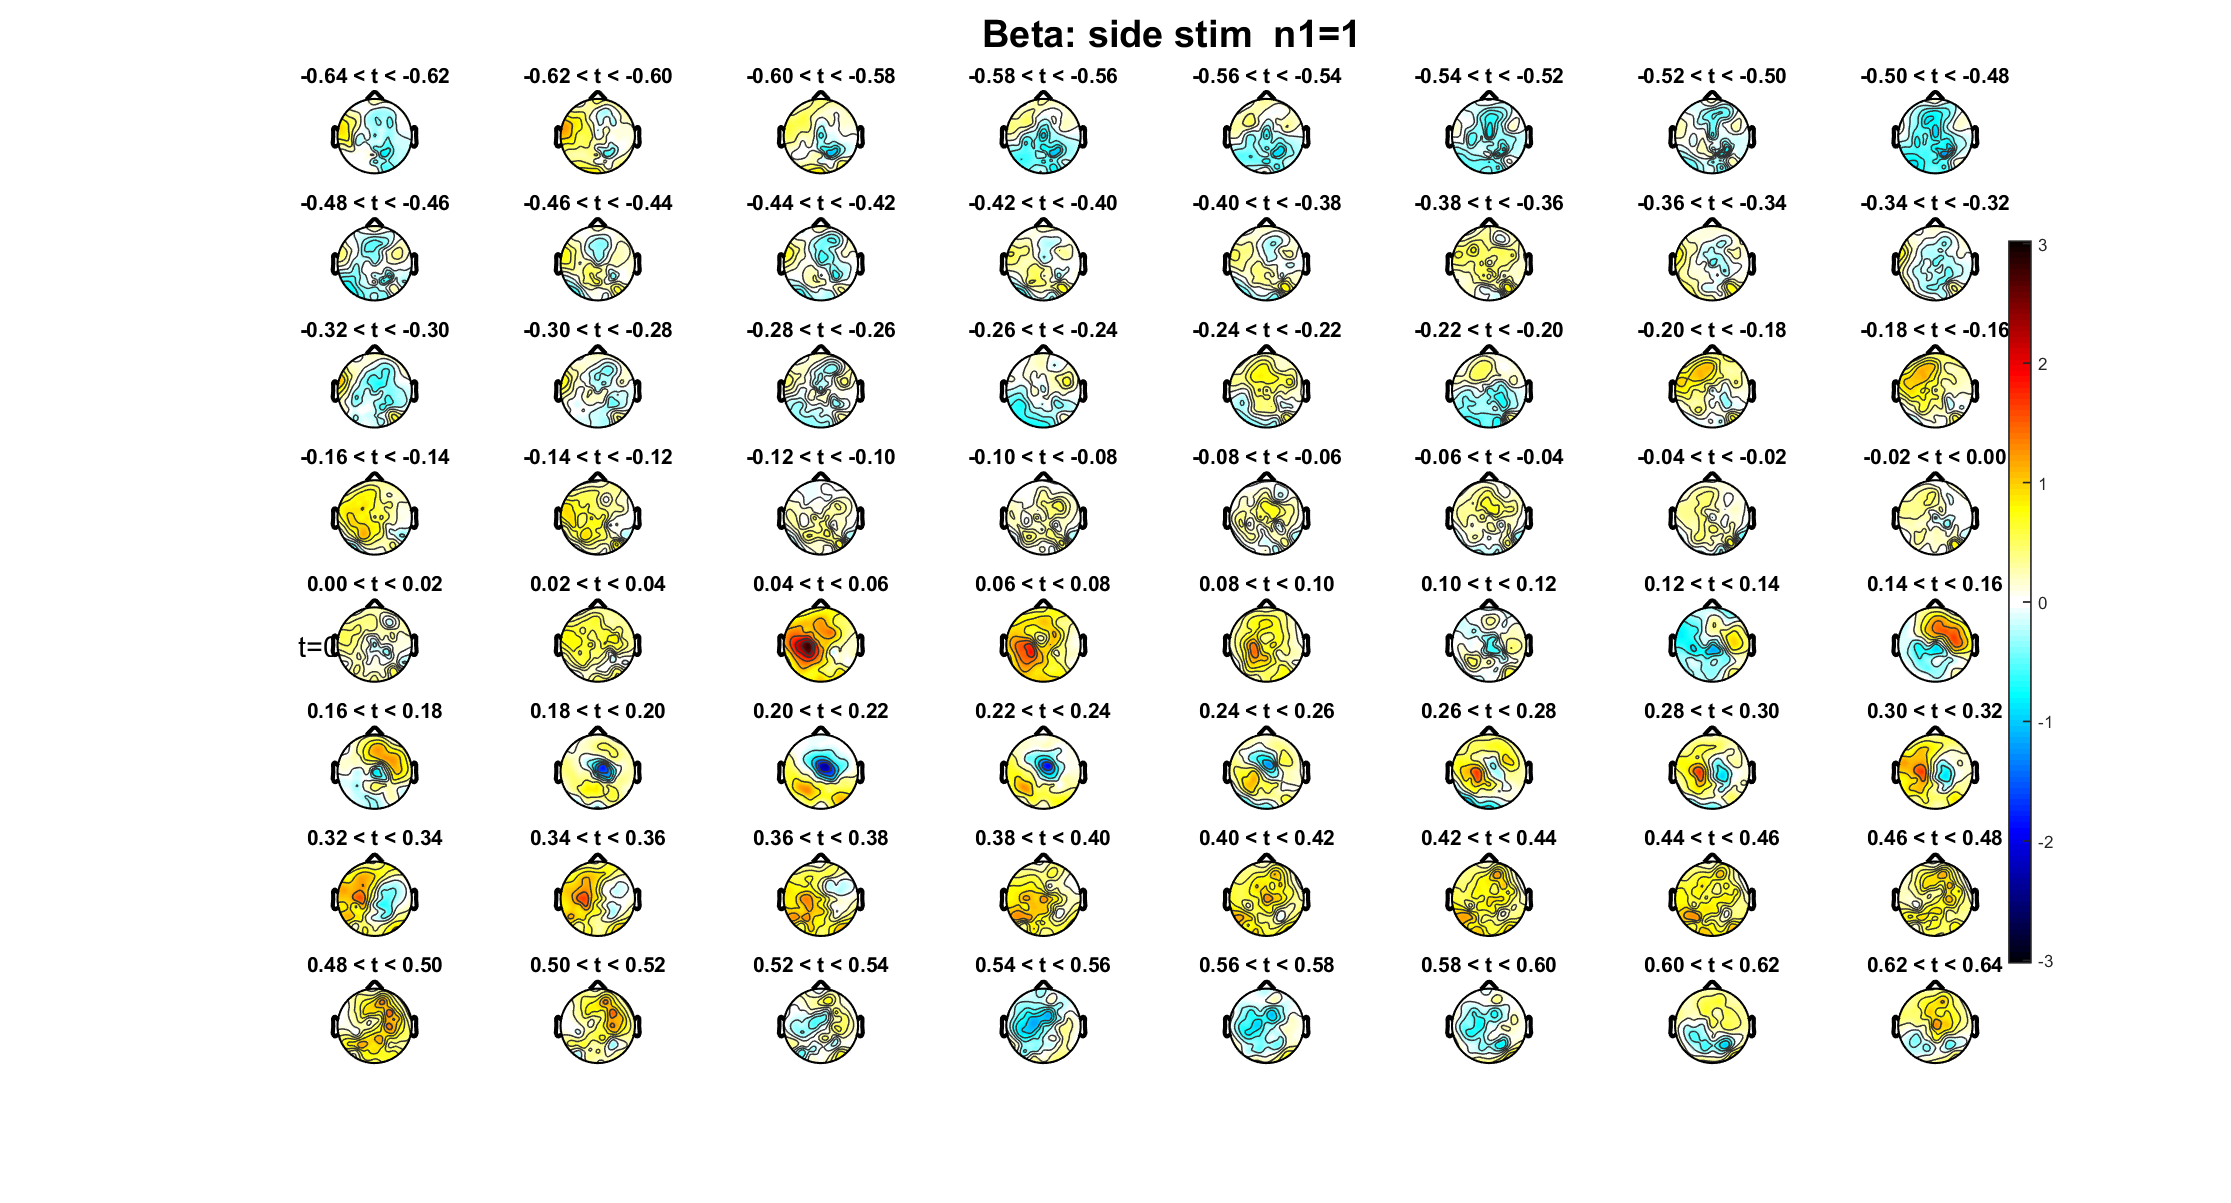 Beta: side stim n1=1
-0.64 < t < -0.62 -0.62 < t < -0.60 -0.60 < t < -0.58 -0.58 < t < -0.56 -0.56 < t < -0.54 -0.54 < t < -0.52 -0.52 < t < -0.50 -0.50 < t < -0.48
-0.48 < t < -0.46 -0.46 < t < -0.44 -0.44 < t < -0.42 -0.42 < t < -0.40 -0.40 < t < -0.38 -0.38 < t < -0.36 -0.36 < t < -0.34 -0.34 < t < -0.32
3
-0.32 < t < -0.30 -0.30 < t < -0.28 -0.28 < t < -0.26 -0.26 < t < -0.24 -0.24 < t < -0.22 -0.22 < t < -0.20 -0.20 < t < -0.18 -0.18 < t < -0.16
2
-0.16 < t < -0.14 -0.14 < t < -0.12 -0.12 < t < -0.10 -0.10 < t < -0.08 -0.08 < t < -0.06 -0.06 < t < -0.04 -0.04 < t < -0.02 -0.02 < t < 0.00
1
0.00 < t < 0.02 0.02 < t < 0.04 0.04 < t < 0.06 0.06 < t < 0.08 0.08 < t < 0.10 0.10 < t < 0.12 0.12 < t < 0.14 0.14 < t < 0.16
0
t=0
0.16 < t < 0.18 0.18 < t < 0.20 0.20 < t < 0.22 0.22 < t < 0.24 0.24 < t < 0.26 0.26 < t < 0.28 0.28 < t < 0.30 0.30 < t < 0.32
-1
0.32 < t < 0.34 0.34 < t < 0.36 0.36 < t < 0.38 0.38 < t < 0.40 0.40 < t < 0.42 0.42 < t < 0.44 0.44 < t < 0.46 0.46 < t < 0.48
-2
0.48 < t < 0.50 0.50 < t < 0.52 0.52 < t < 0.54 0.54 < t < 0.56 0.56 < t < 0.58 0.58 < t < 0.60 0.60 < t < 0.62 0.62 < t < 0.64
-3